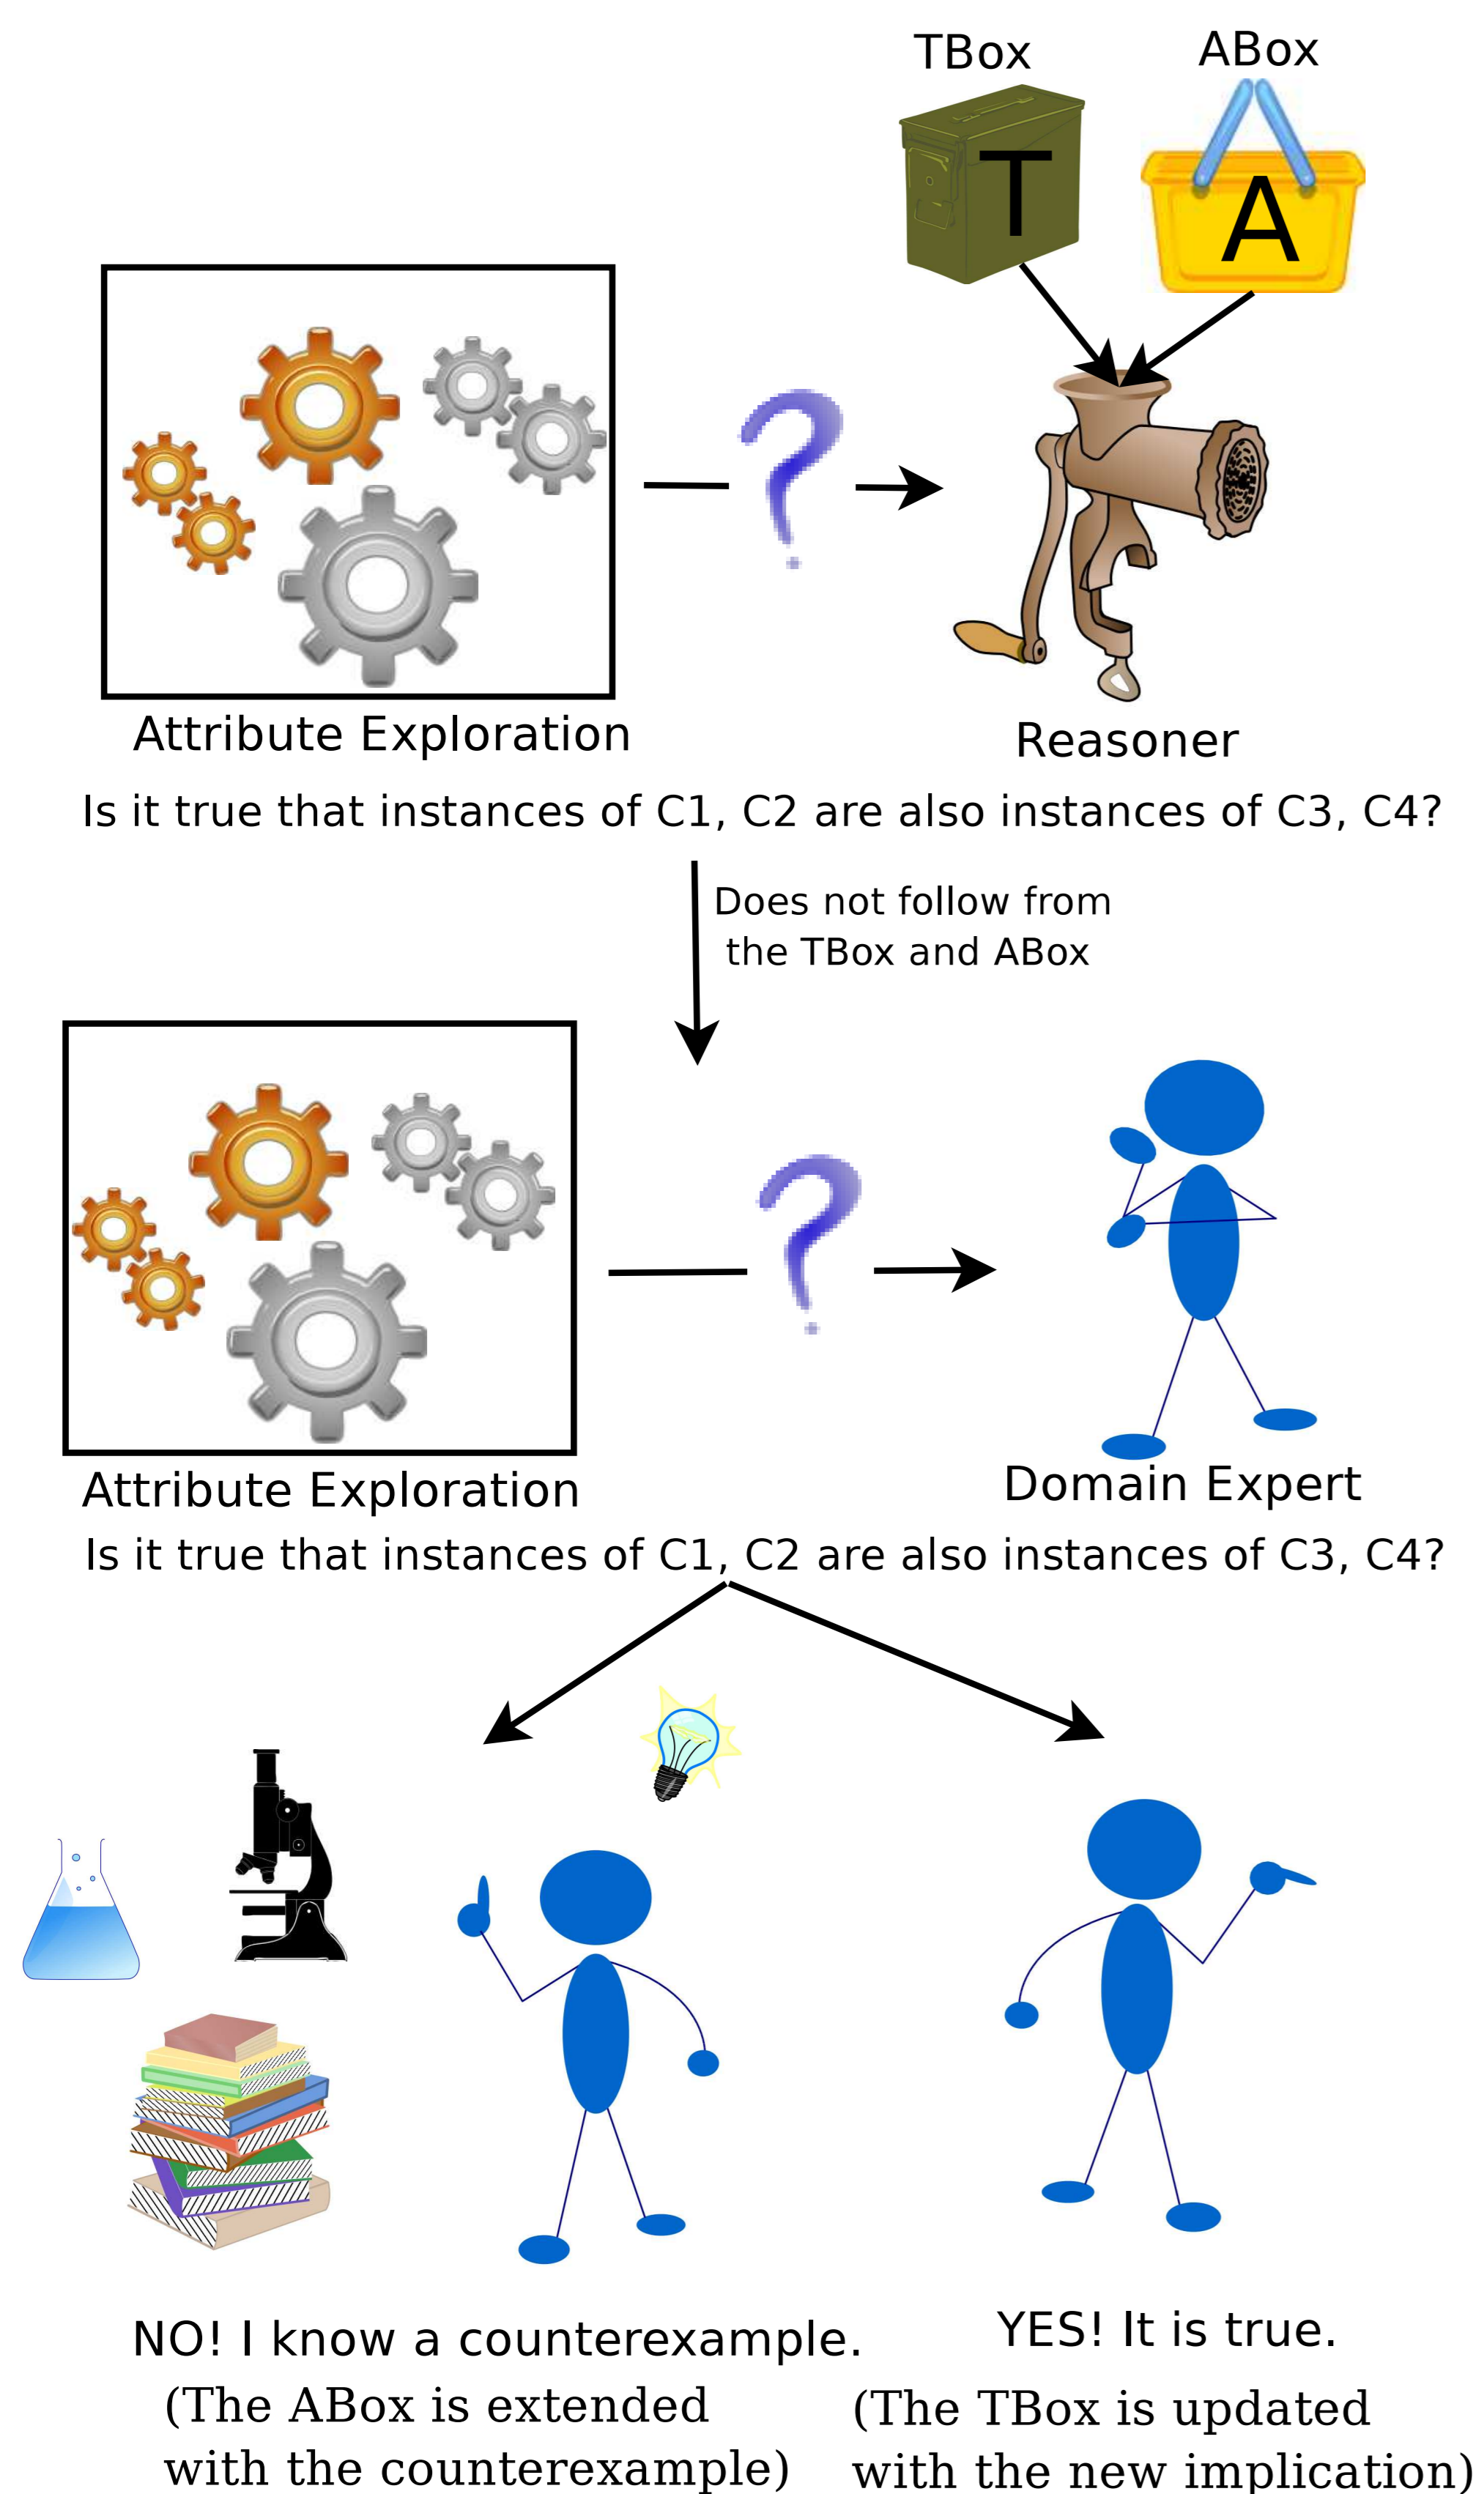 TBox
ABox
T
A
Attribute Exploration
Reasoner
Is it true that instances of C1, C2 are also instances of C3, C4?
Does not follow from
the TBox and ABox
Attribute Exploration
Domain Expert
Is it true that instances of C1, C2 are also instances of C3, C4?
NO! I know a counterexample.
(The ABox is extended
with the counterexample)
YES! It is true.
(The TBox is updated
with the new implication)